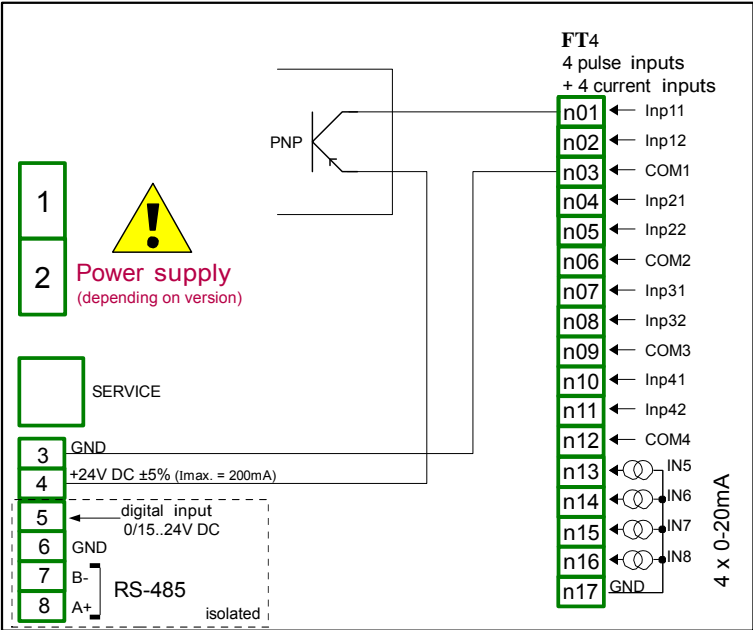 FT4
4 pulse inputs
+ 4 current inputs
n01 Inp11
n02 Inp12
n03 COM1
n04 Inp21
n05 Inp22
n06 COM2
n07 Inp31
n08 Inp32
n09 COM3
n10 Inp41
n11 Inp42
n12 COM4
n13 IN5
n14 IN6
n15 IN7
n16 IN8
n17 GND
4 x 0-20mA
PNP
1
2
!
Power supply
(depending on version)
SERVICE
3 GND
4 +24V DC ±5% (Imax. = 200mA)
5 digital input
0/15..24V DC
6 GND
7 B-
RS-485
8 A+
isolated